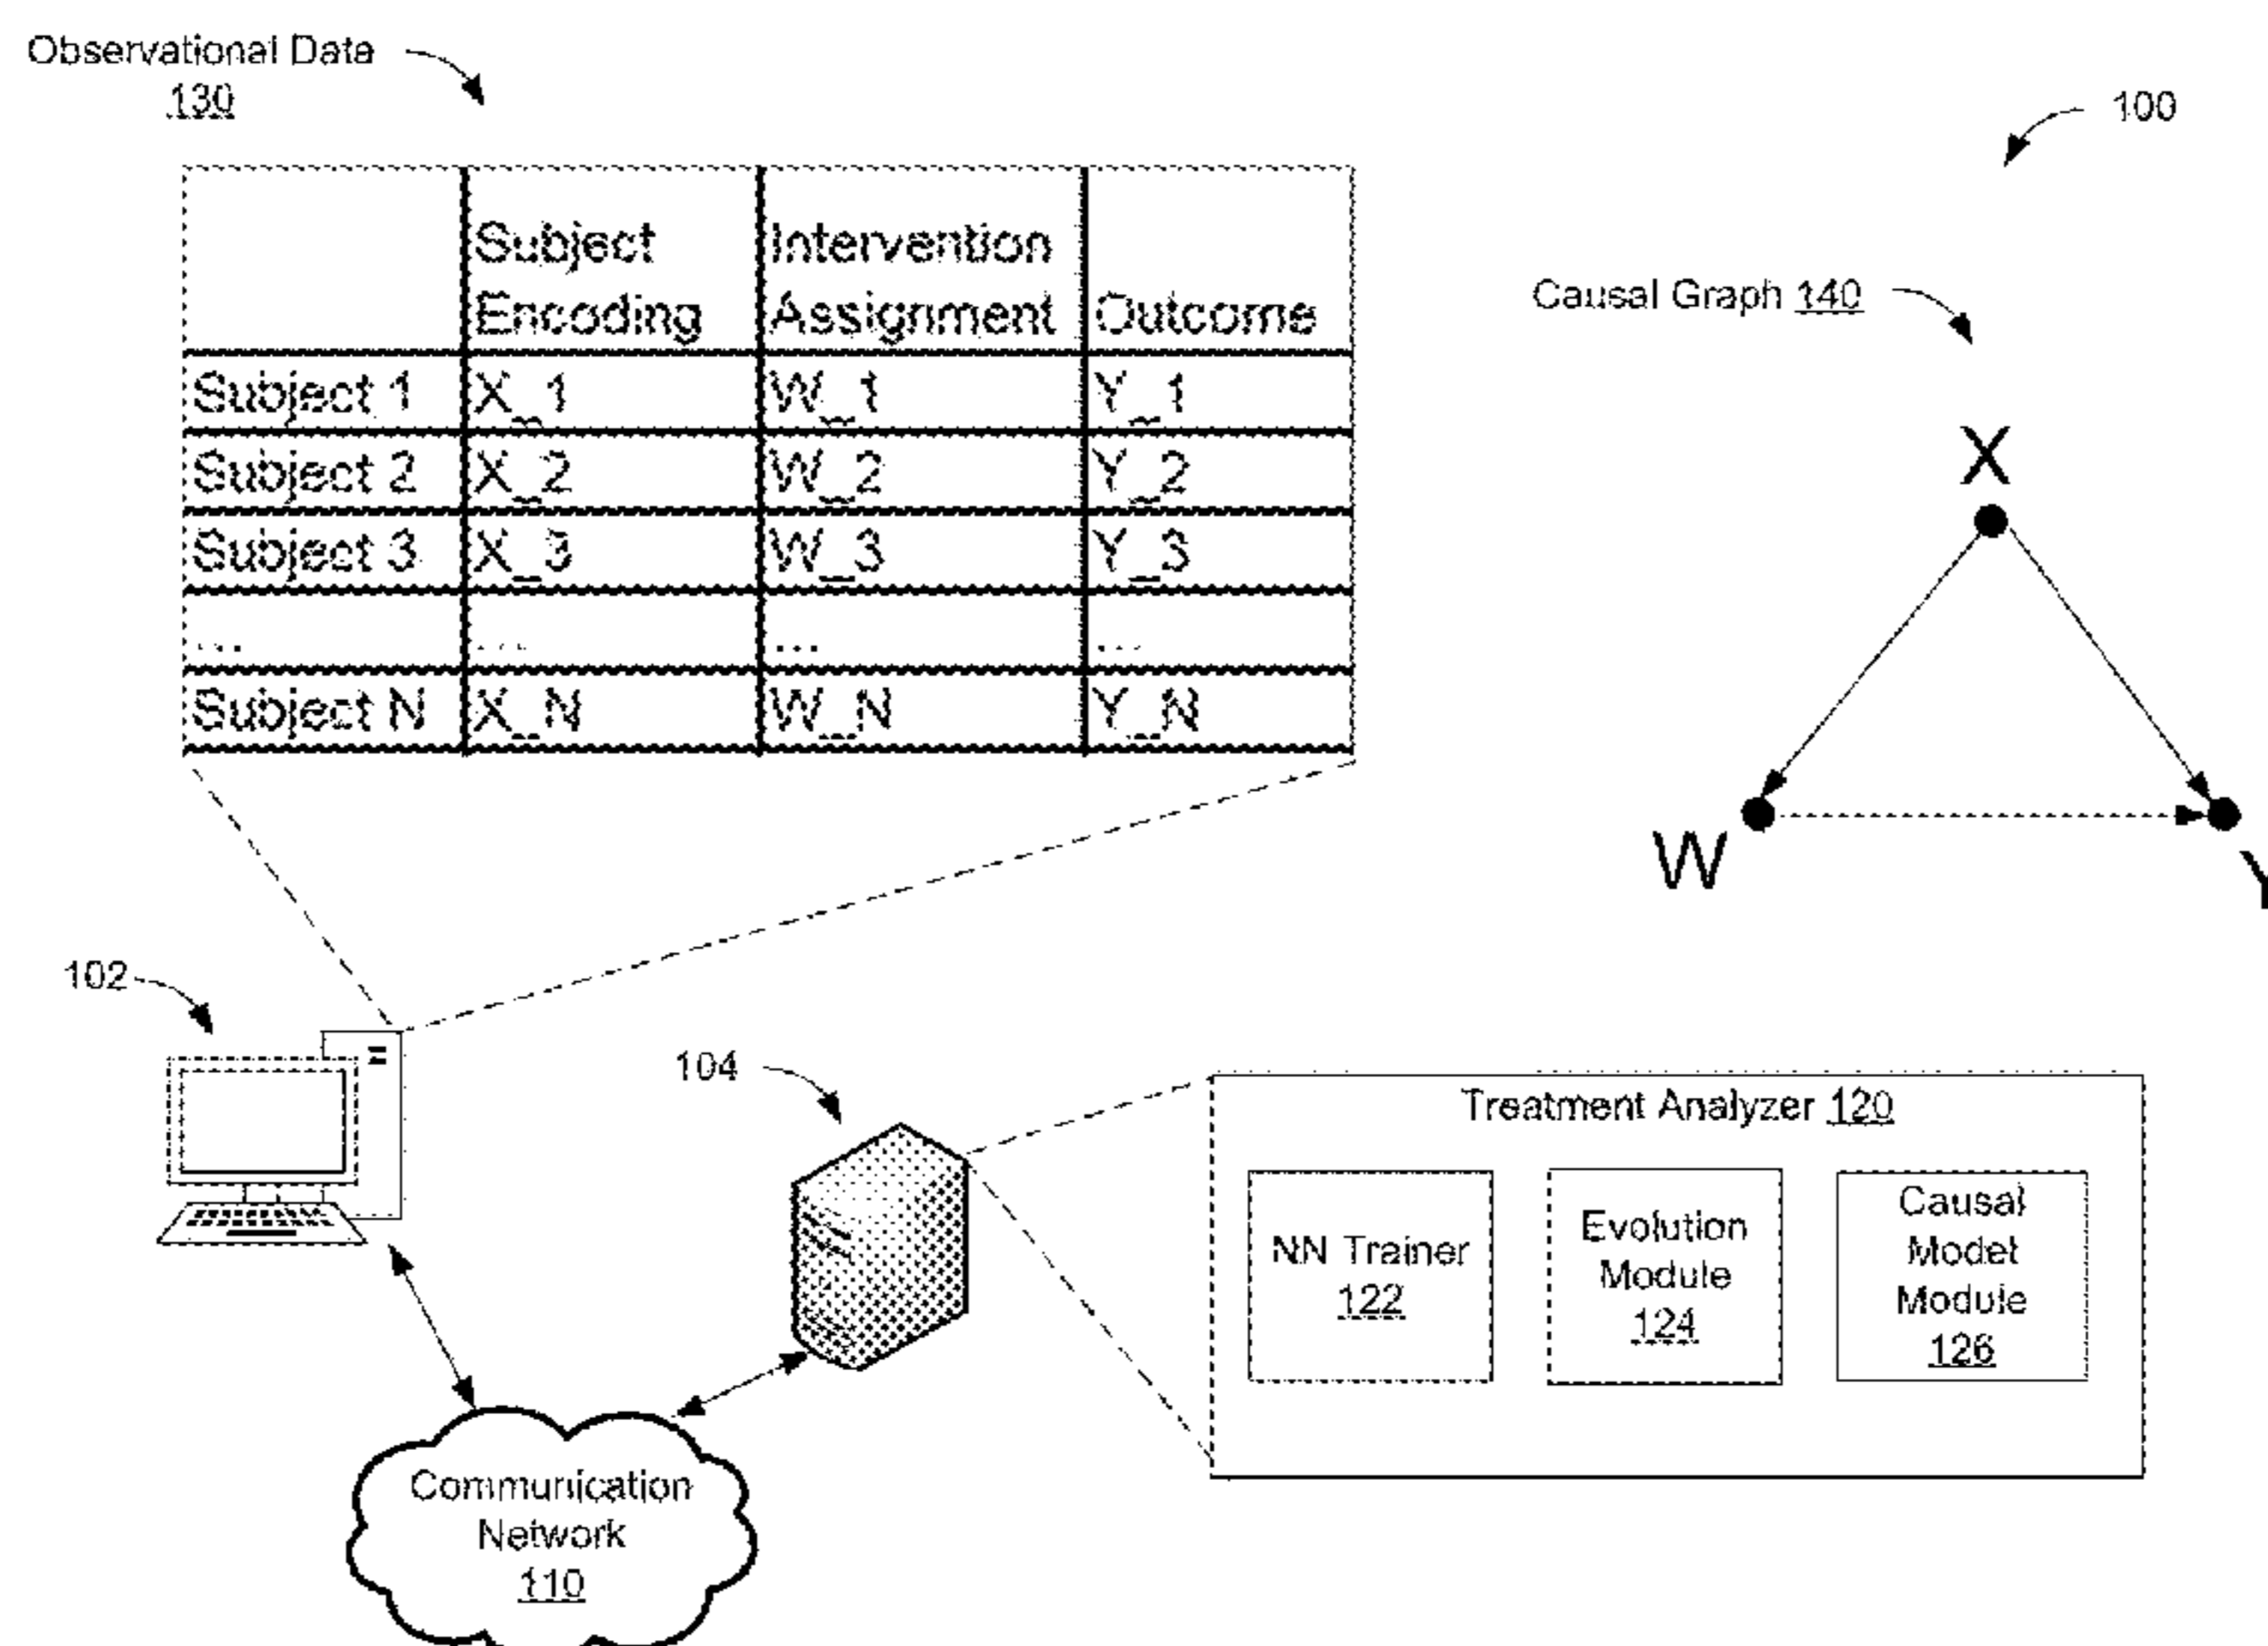 Observational Data
130
100
Subject Encoding Intervention Assignment Outcome
Subject 1 X_1 W_1 Y_1
Subject 2 X_2 W_2 Y_2
Subject 3 X_3 W_3 Y_3
... ... ... ...
Subject N X_N W_N Y_N
Causal Graph 140
X
W
Y
102
104
Treatment Analyzer 120
NN Trainer
122
Evolution
Module
124
Causal
Model
Module
126
Communication
Network
110